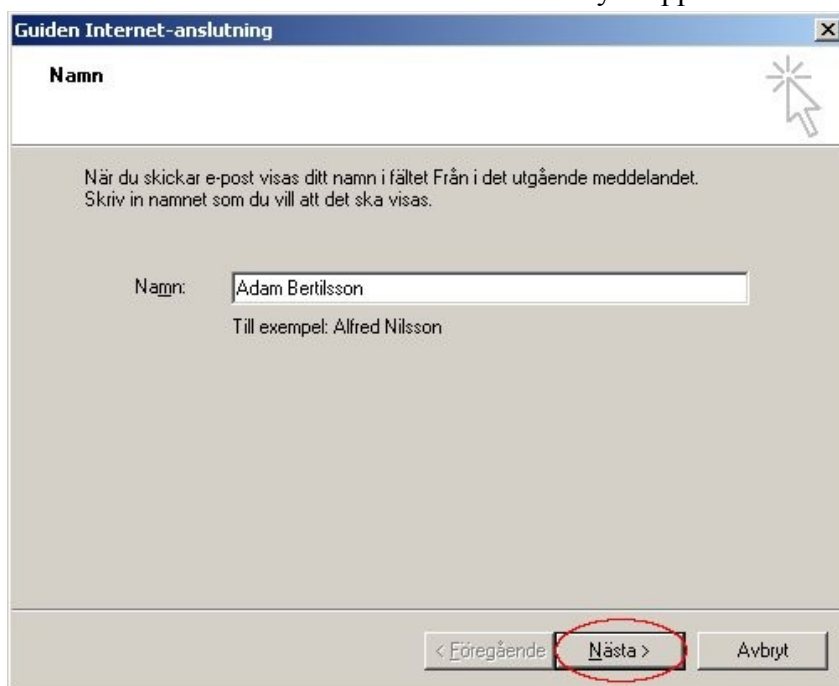 Guiden Internet-anslutning
Namn
När du skickar e-post visas ditt namn i fältet Från i det utgående meddelandet.
Skriv in namnet som du vill att det ska visas.
Namn: Adam Bertilsson
Till exempel: Alfred Nilsson
< Föregående Nästa > Avbryt